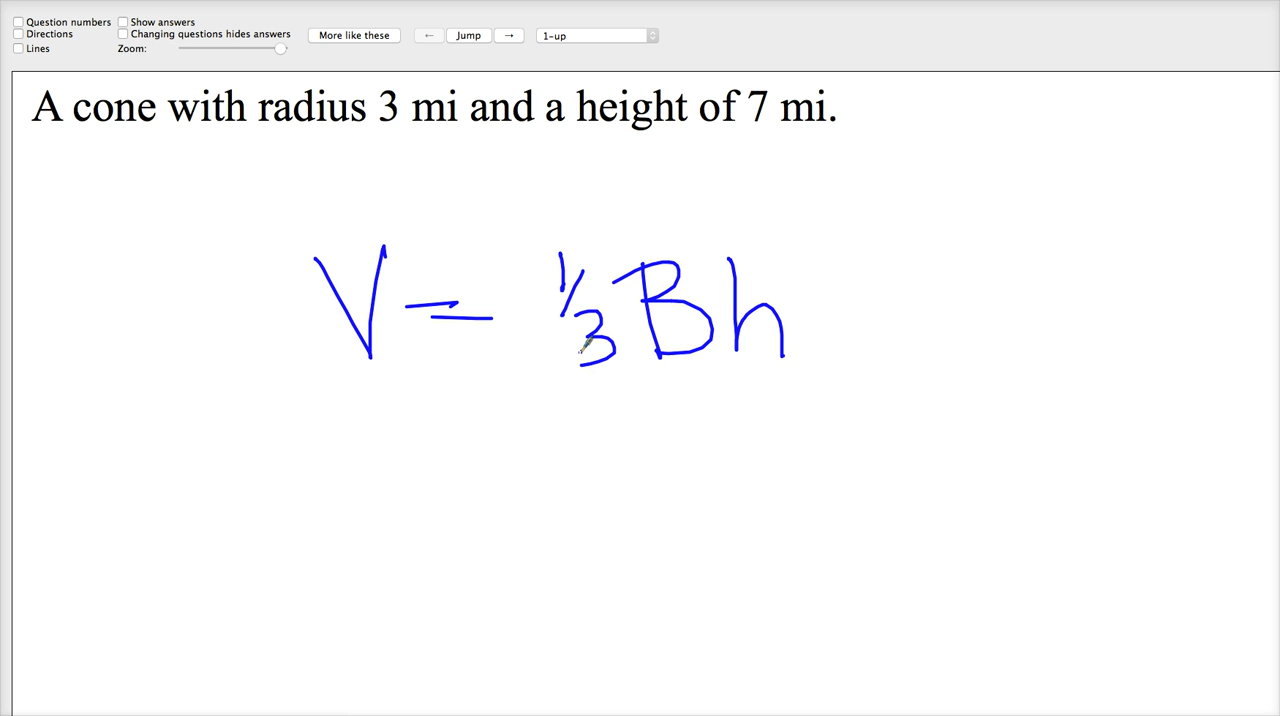 Question numbers Show answers
Directions Changing questions hides answers
Lines Zoom: More like these ← Jump → 1-up
A cone with radius 3 mi and a height of 7 mi.
V = 1/3 Bh